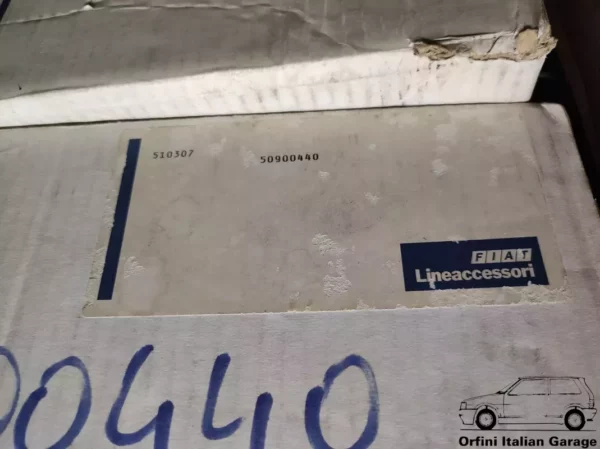 510307 50900440
FIAT
Lineaccessori
00440
Orfini Italian Garage